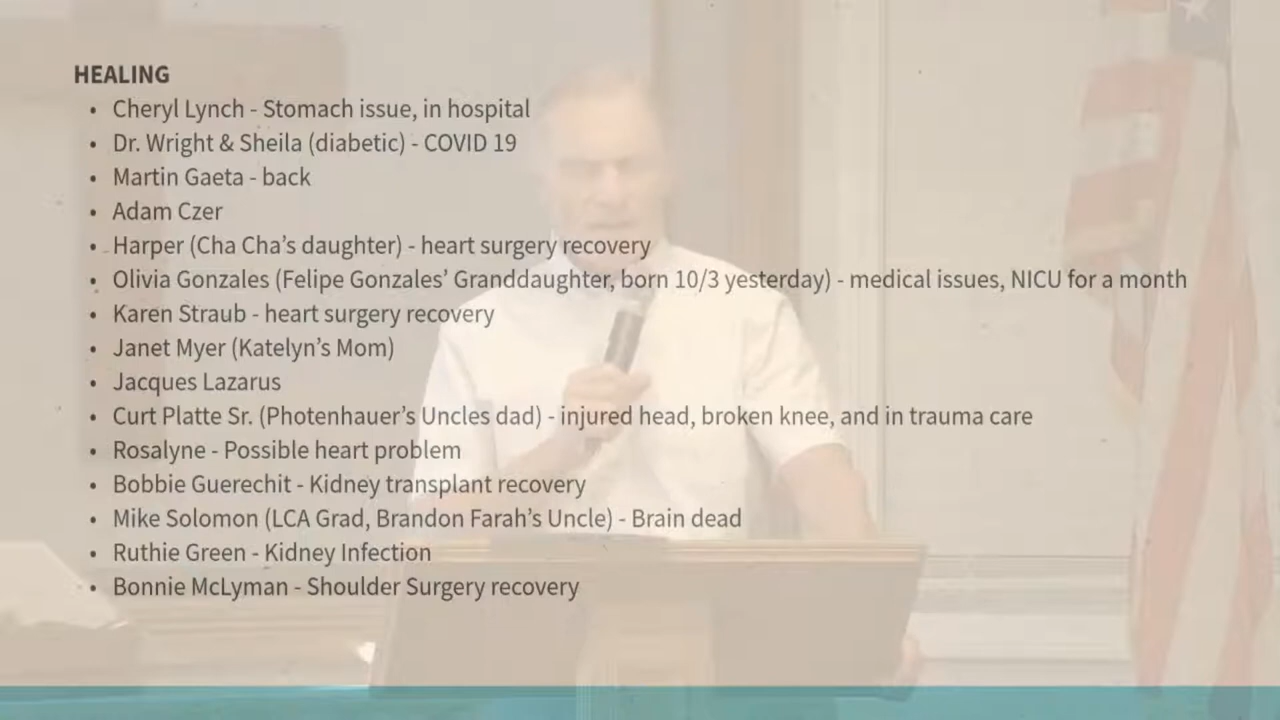 HEALING
• Cheryl Lynch - Stomach issue, in hospital
• Dr. Wright & Sheila (diabetic) - COVID 19
• Martin Gaeta - back
• Adam Czer
• Harper (Cha Cha’s daughter) - heart surgery recovery
• Olivia Gonzales (Felipe Gonzales’ Granddaughter, born 10/3 yesterday) - medical issues, NICU for a month
• Karen Straub - heart surgery recovery
• Janet Myer (Katelyn’s Mom)
• Jacques Lazarus
• Curt Platte Sr. (Photenhauer’s Uncles dad) - injured head, broken knee, and in trauma care
• Rosalyne - Possible heart problem
• Bobbie Guerechit - Kidney transplant recovery
• Mike Solomon (LCA Grad, Brandon Farah’s Uncle) - Brain dead
• Ruthie Green - Kidney Infection
• Bonnie McLyman - Shoulder Surgery recovery